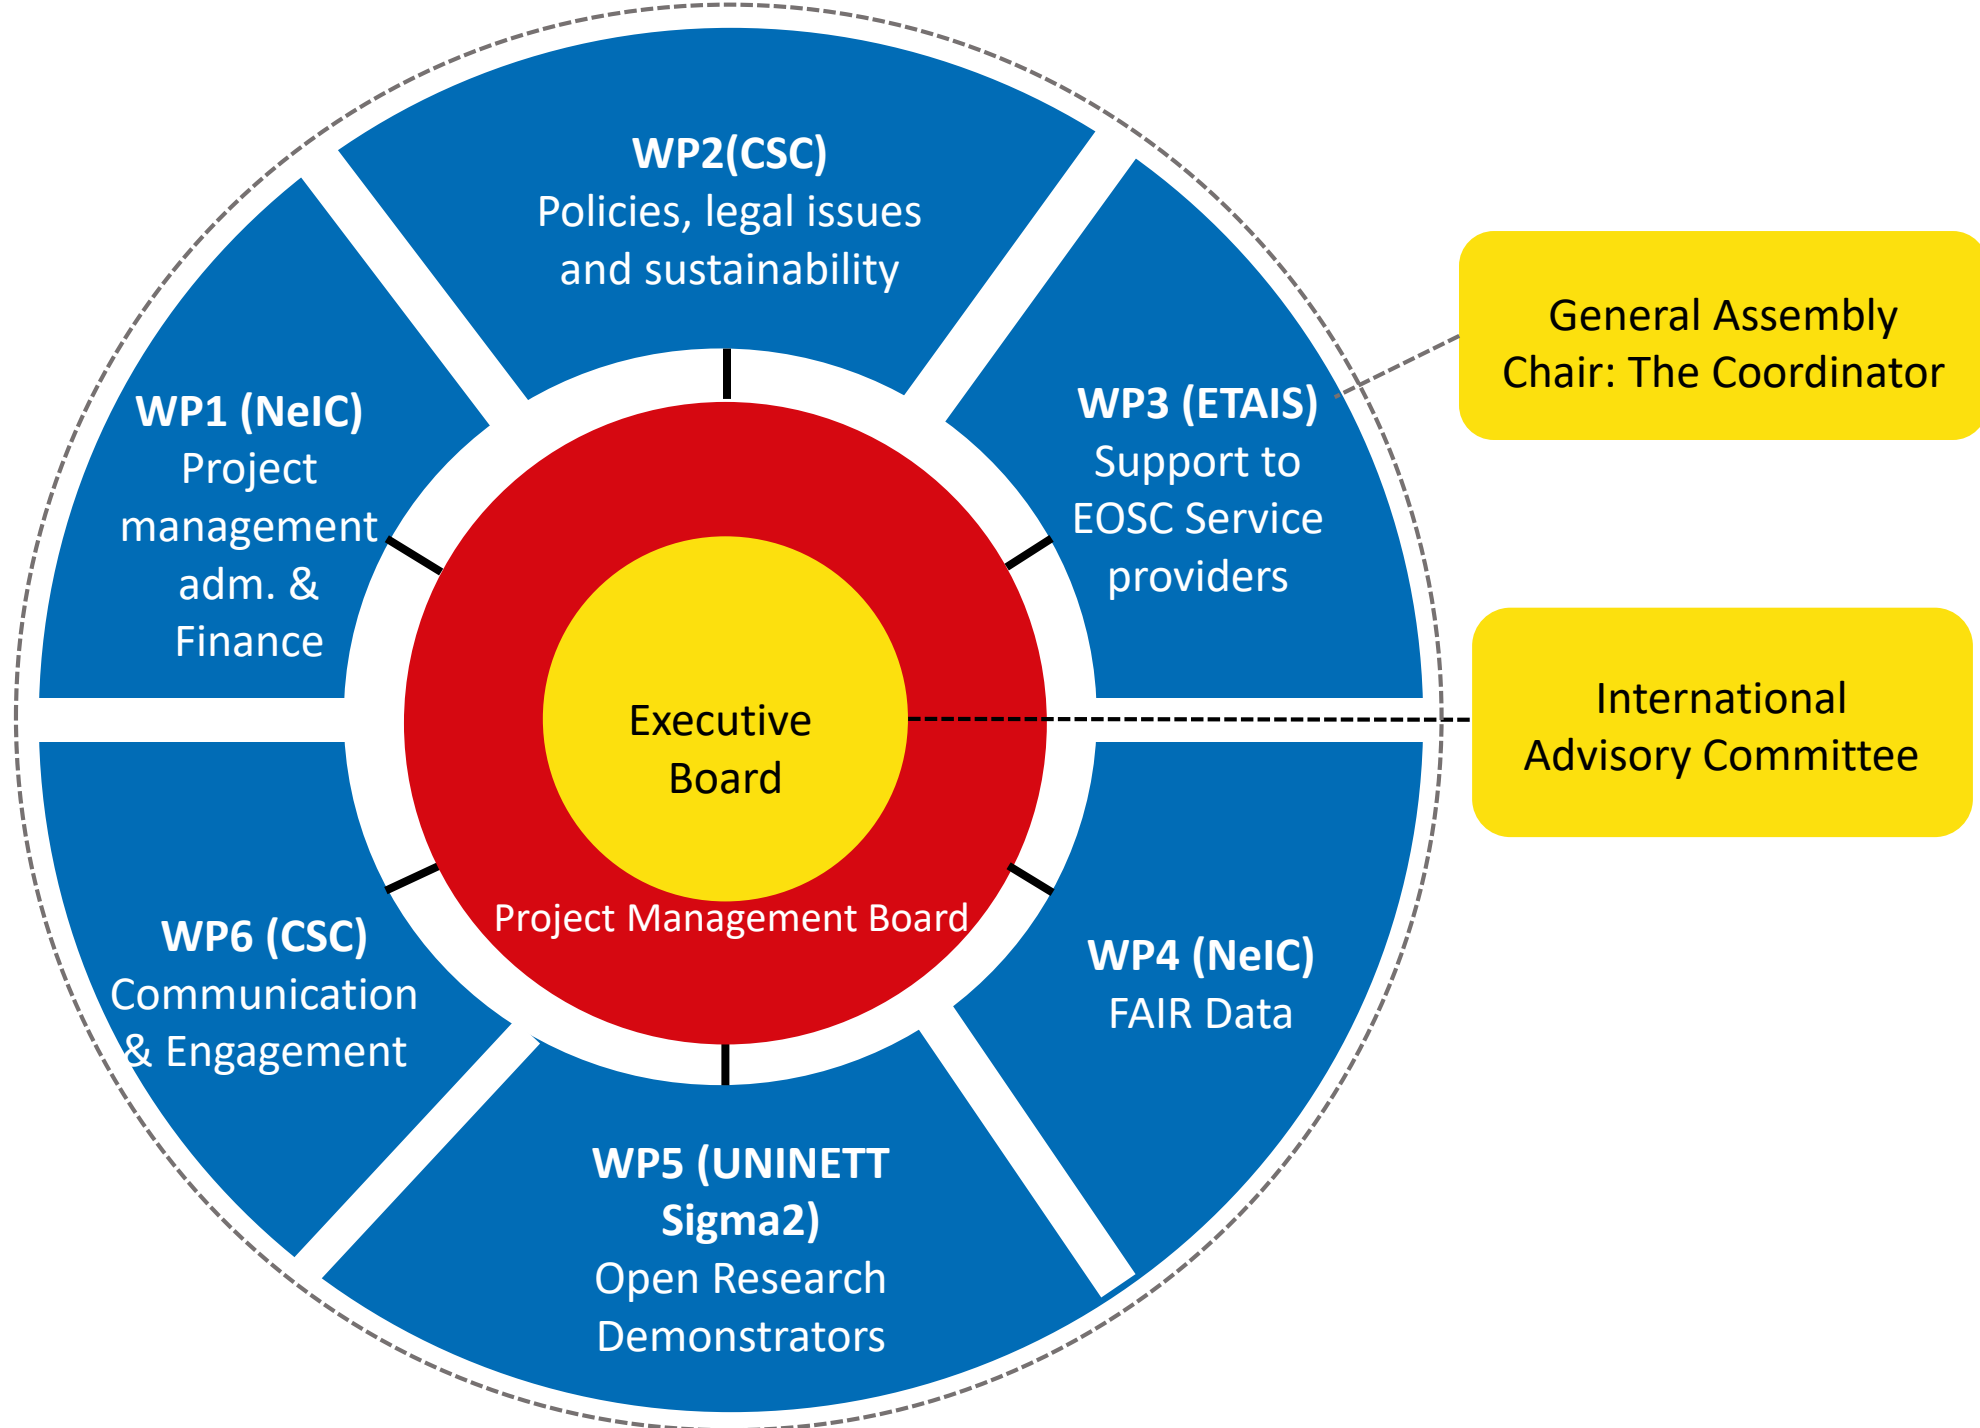 WP2(CSC)
Policies, legal issues
and sustainability
WP1 (NeIC)
Project
management
adm. &
Finance
WP3 (ETAIS)
Support to
EOSC Service
providers
General Assembly
Chair: The Coordinator
International
Advisory Committee
Executive
Board
Project Management Board
WP6 (CSC)
Communication
& Engagement
WP4 (NeIC)
FAIR Data
WP5 (UNINETT
Sigma2)
Open Research
Demonstrators